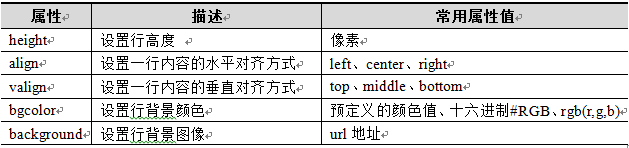 属性 描述 常用属性值
height 设置行高度 像素
align 设置一行内容的水平对齐方式 left、center、right
valign 设置一行内容的垂直对齐方式 top、middle、bottom
bgcolor 设置行背景颜色 预定义的颜色值、十六进制#RGB、rgb(r,g,b)
background 设置行背景图像 url 地址